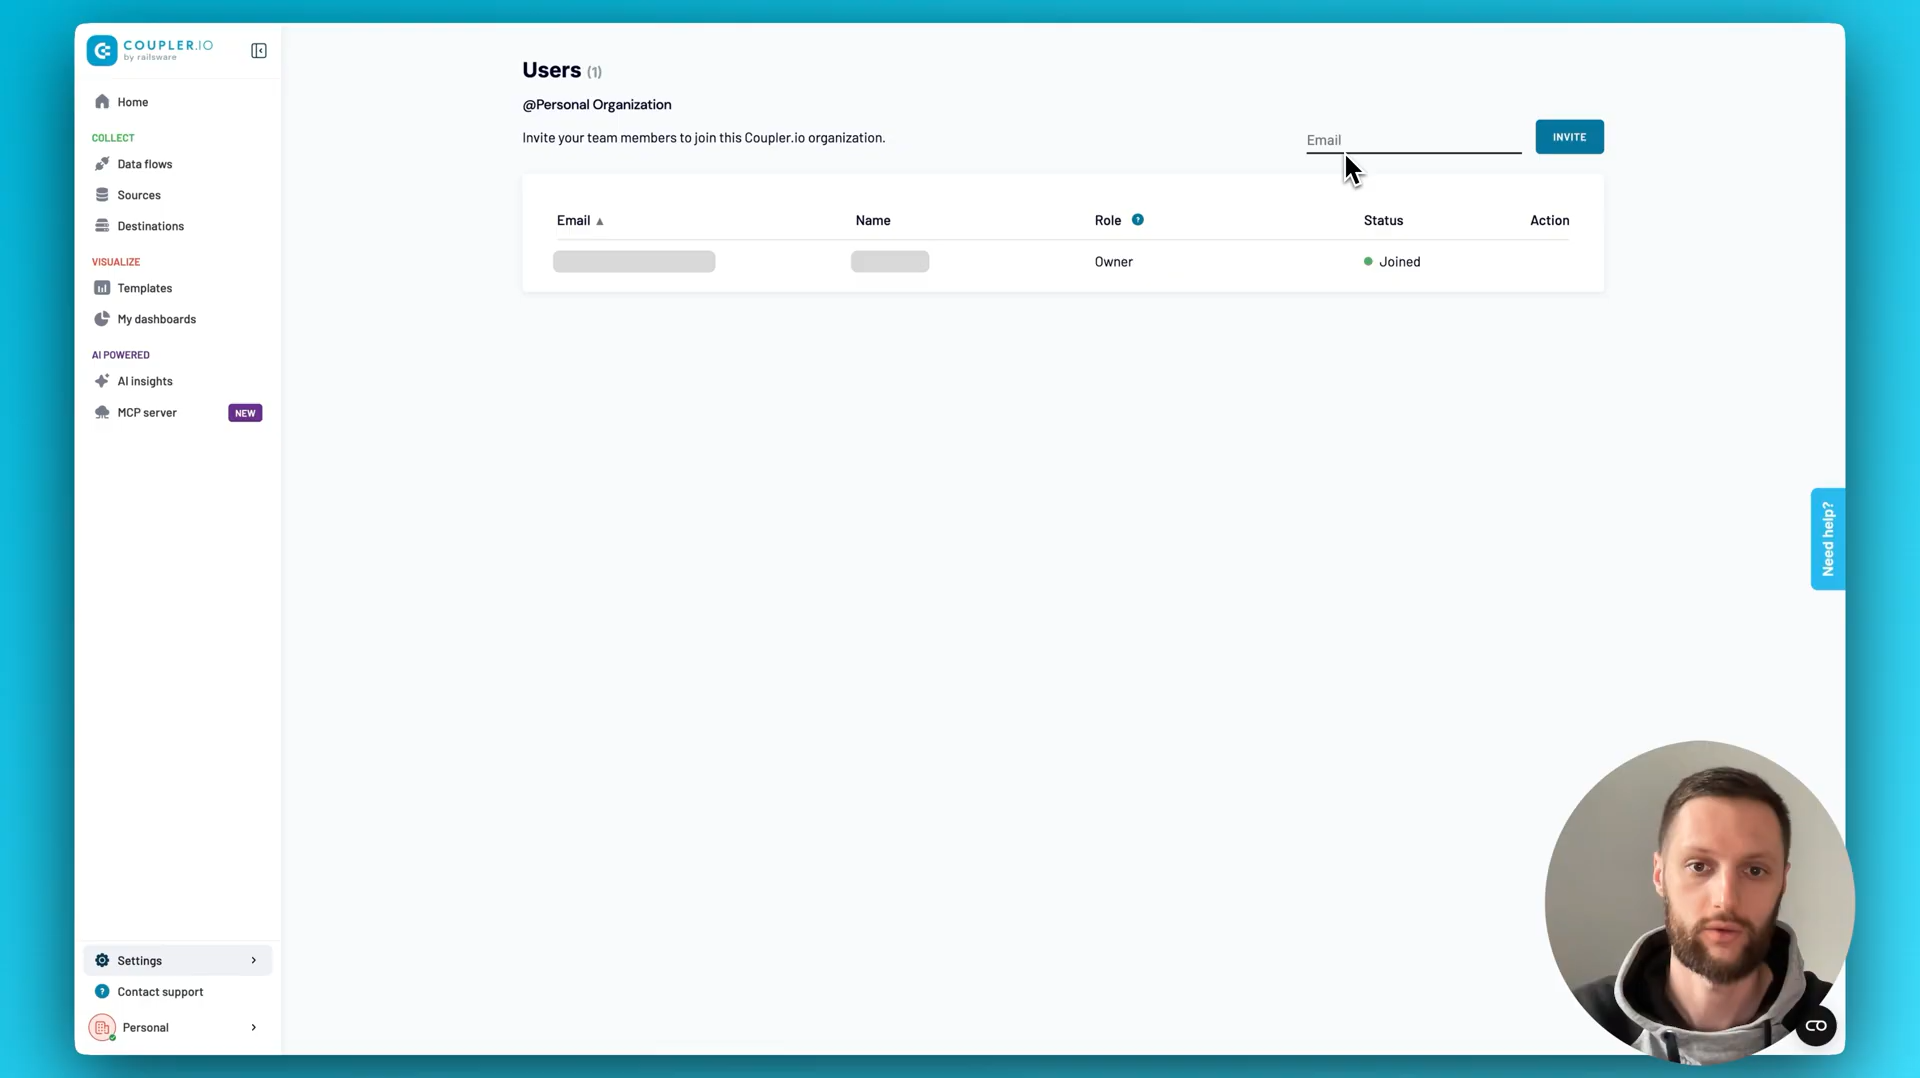 COUPLER.IO
by railsware
Home
COLLECT
Data flows
Sources
Destinations
VISUALIZE
Templates
My dashboards
AI POWERED
AI insights
MCP server NEW
Settings
? Contact support
Personal
Users (1)
@Personal Organization
Invite your team members to join this Coupler.io organization.
Email
INVITE
Email ▲ Name Role ? Status Action
Owner Joined
Need help?